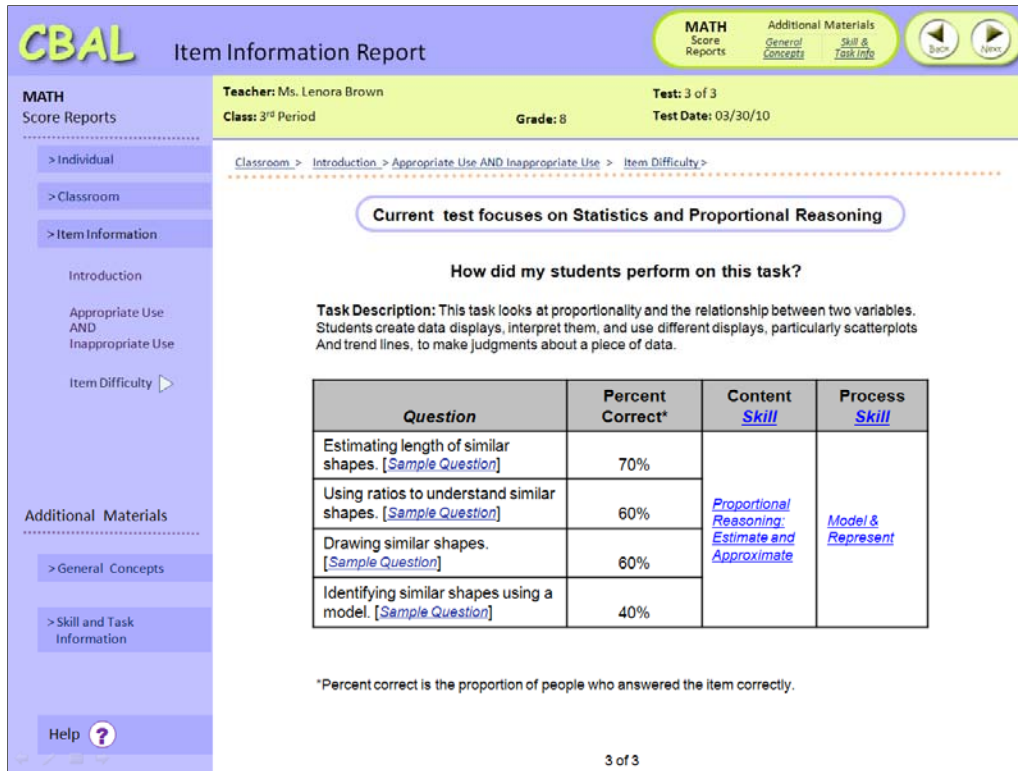 CBAL Item Information Report
MATH
Score
Reports
Additional Materials
General
Concepts
Skill &
Task Info
Back
Next
MATH
Score Reports
> Individual
> Classroom
> Item Information
Introduction
Appropriate Use
AND
Inappropriate Use
Item Difficulty
Additional Materials
> General Concepts
> Skill and Task
Information
Help ?
Teacher: Ms. Lenora Brown
Test: 3 of 3
Class: 3rd Period
Grade: 8
Test Date: 03/30/10
Classroom > Introduction > Appropriate Use AND Inappropriate Use > Item Difficulty >
Current test focuses on Statistics and Proportional Reasoning
How did my students perform on this task?
Task Description: This task looks at proportionality and the relationship between two variables.
Students create data displays, interpret them, and use different displays, particularly scatterplots
And trend lines, to make judgments about a piece of data.
Question
Percent
Correct*
Content
Skill
Process
Skill
Estimating length of similar
shapes. [Sample Question]
70%
Using ratios to understand similar
shapes. [Sample Question]
60%
Drawing similar shapes.
[Sample Question]
60%
Identifying similar shapes using a
model. [Sample Question]
40%
Proportional
Reasoning:
Estimate and
Approximate
Model &
Represent
*Percent correct is the proportion of people who answered the item correctly.
3 of 3